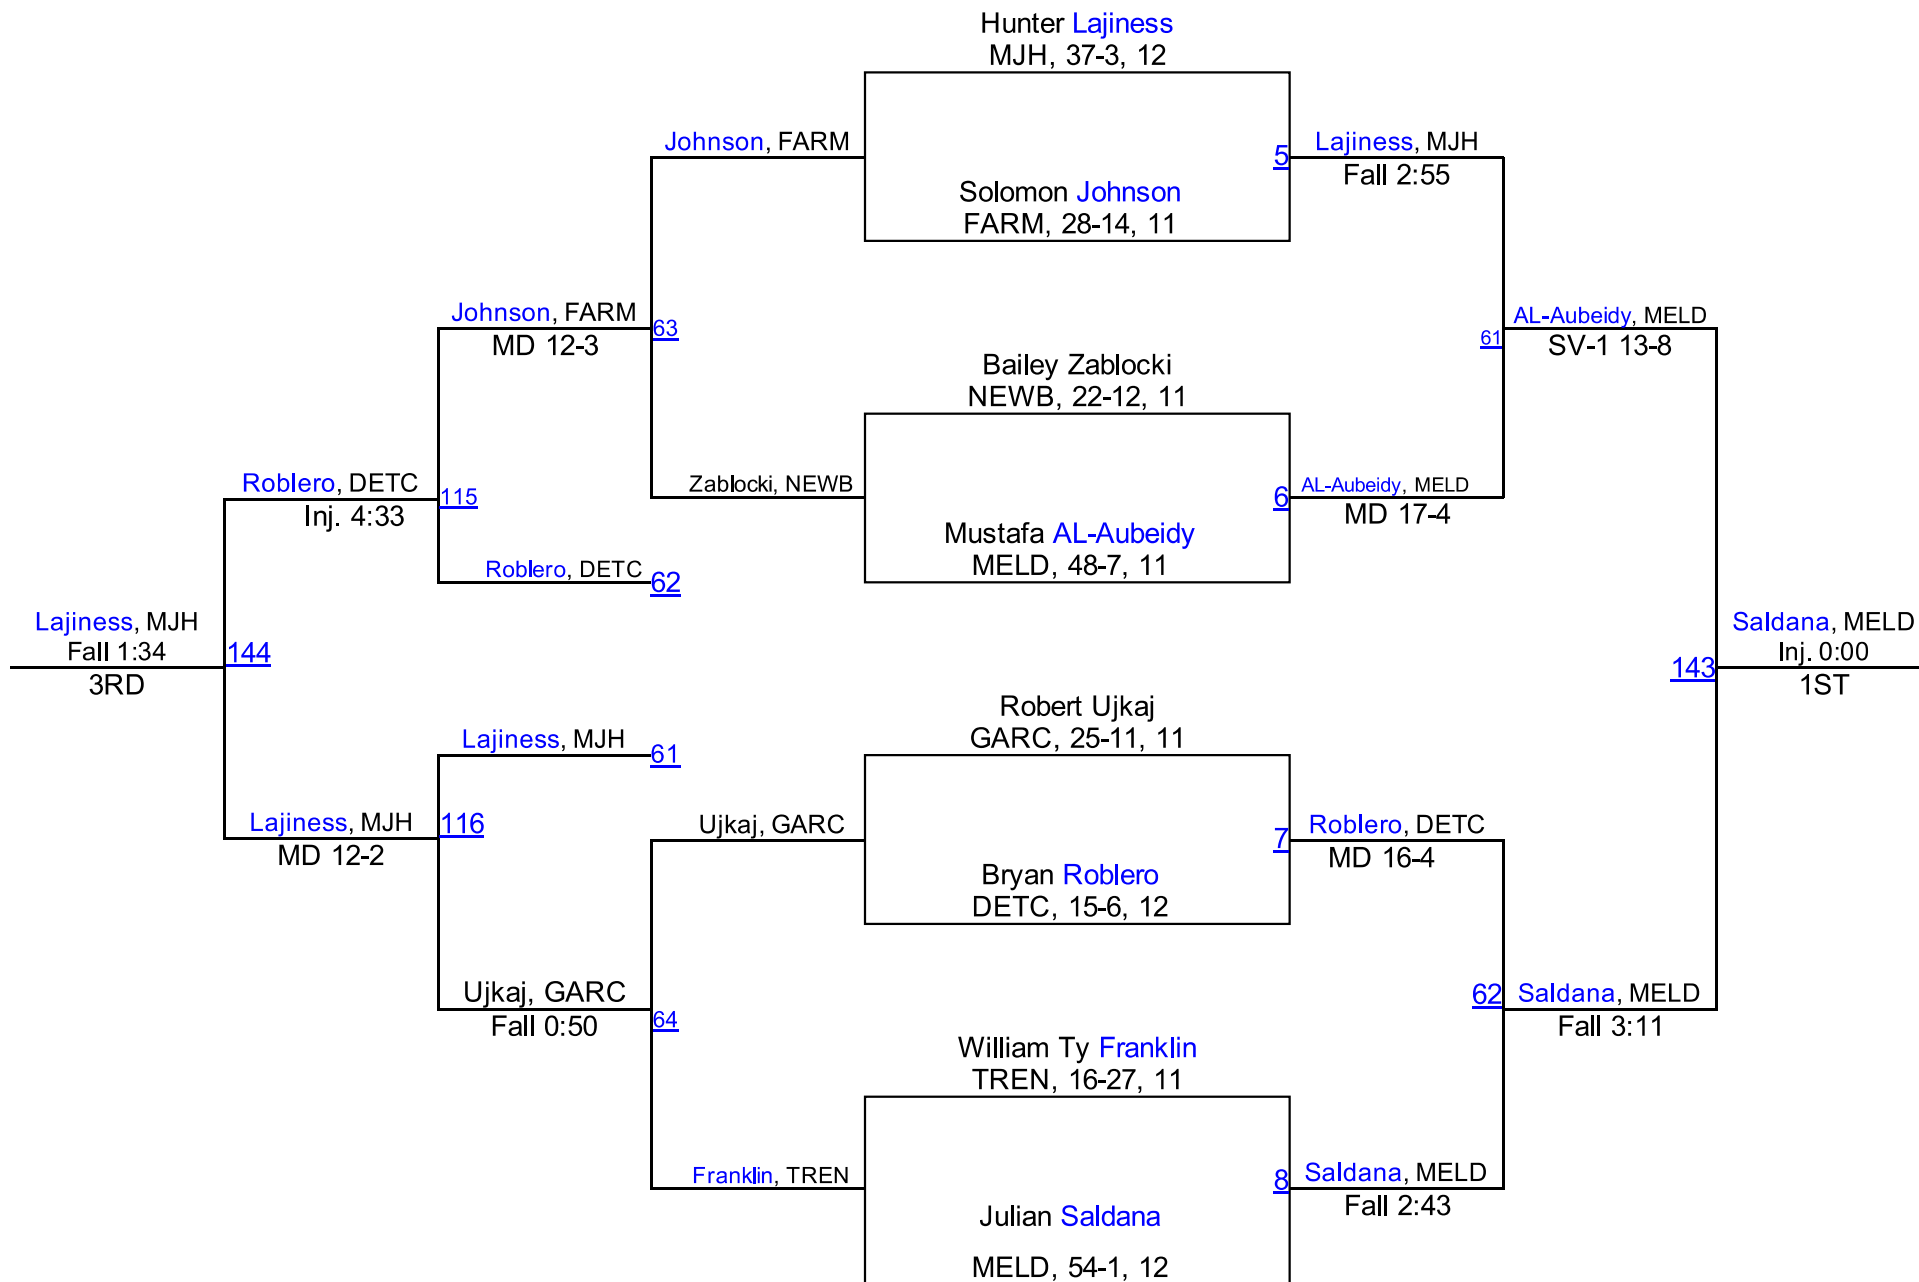 Hunter Lajiness
MJH, 37-3, 12
Johnson, FARM
5
Lajiness, MJH
Fall 2:55
Solomon Johnson
FARM, 28-14, 11
Johnson, FARM
MD 12-3
63
61
AL-Aubeidy, MELD
SV-1 13-8
Bailey Zablocki
NEWB, 22-12, 11
Roblero, DETC
Inj. 4:33
115
Zablocki, NEWB
6
AL-Aubeidy, MELD
MD 17-4
Mustafa AL-Aubeidy
MELD, 48-7, 11
Roblero, DETC
62
Lajiness, MJH
Fall 1:34
3RD
144
143
Saldana, MELD
Inj. 0:00
1ST
Robert Ujkaj
GARC, 25-11, 11
Lajiness, MJH
61
Lajiness, MJH
MD 12-2
116
Ujkaj, GARC
7
Roblero, DETC
MD 16-4
Bryan Roblero
DETC, 15-6, 12
Ujkaj, GARC
Fall 0:50
64
62
Saldana, MELD
Fall 3:11
William Ty Franklin
TREN, 16-27, 11
Franklin, TREN
8
Saldana, MELD
Fall 2:43
Julian Saldana
MELD, 54-1, 12